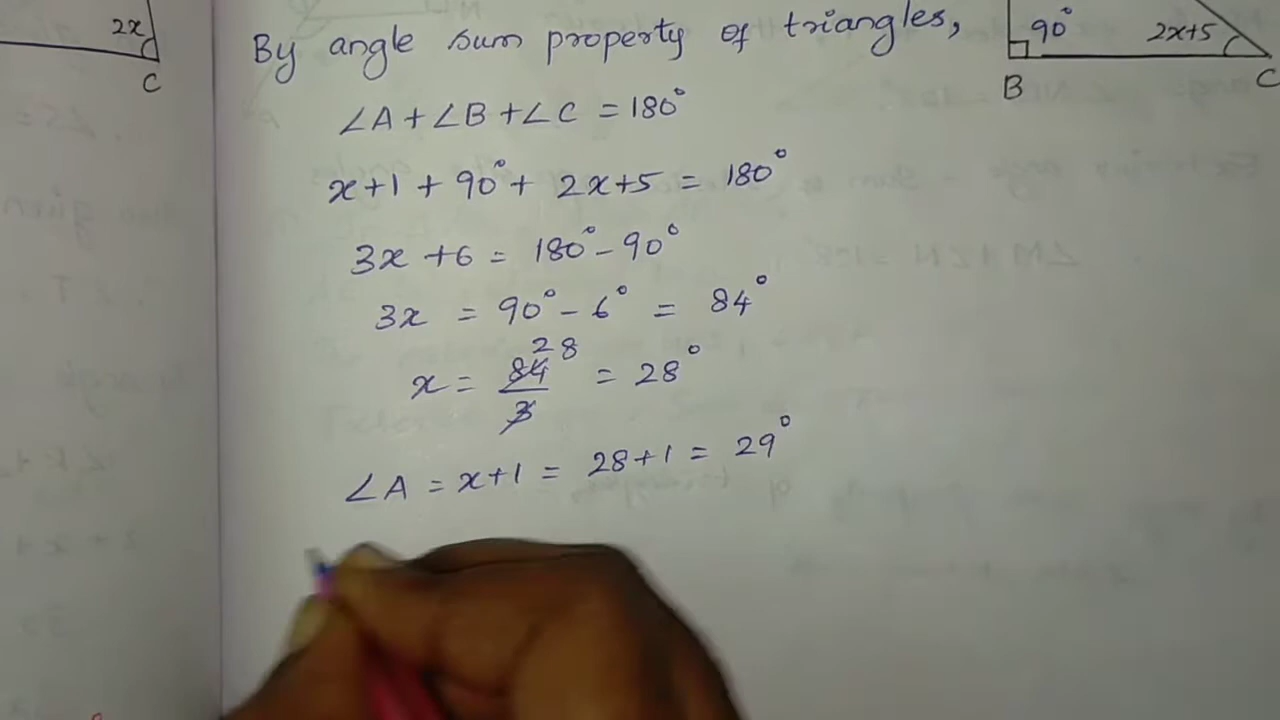 2x
C
By angle sum property of triangles,
90° 2x+5
B C
∠A + ∠B + ∠C = 180°
x+1 + 90° + 2x+5 = 180°
3x + 6 = 180° - 90°
3x = 90° - 6° = 84°
28
x = 84/3 = 28°
∠A = x+1 = 28+1 = 29°